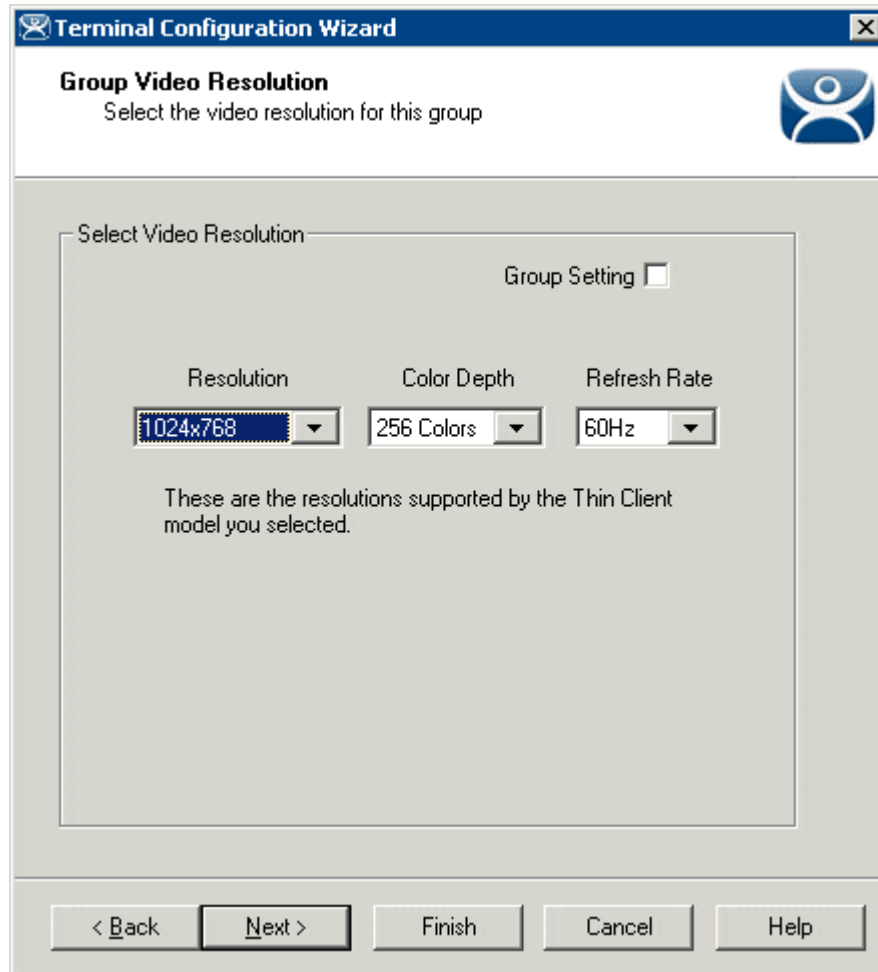 Terminal Configuration Wizard
Group Video Resolution
Select the video resolution for this group
Select Video Resolution
Group Setting
Resolution Color Depth Refresh Rate
1024x768 256 Colors 60Hz
These are the resolutions supported by the Thin Client
model you selected.
< Back Next > Finish Cancel Help